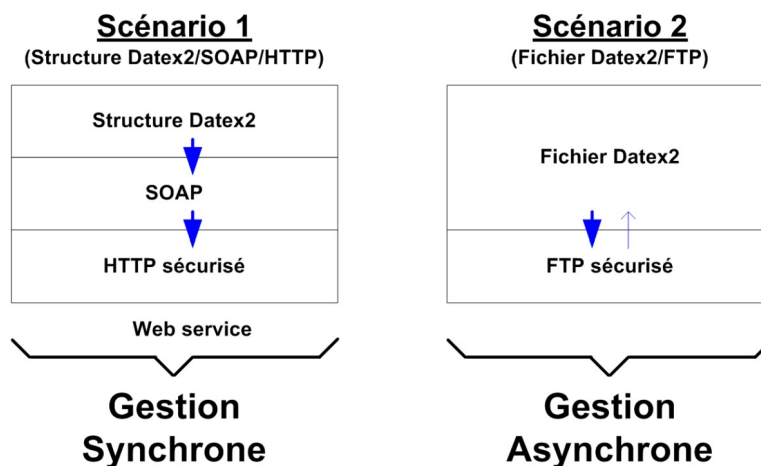 Scénario 1
(Structure Datex2/SOAP/HTTP)
Structure Datex2
SOAP
HTTP sécurisé
Web service
Gestion
Synchrone
Scénario 2
(Fichier Datex2/FTP)
Fichier Datex2
FTP sécurisé
Gestion
Asynchrone